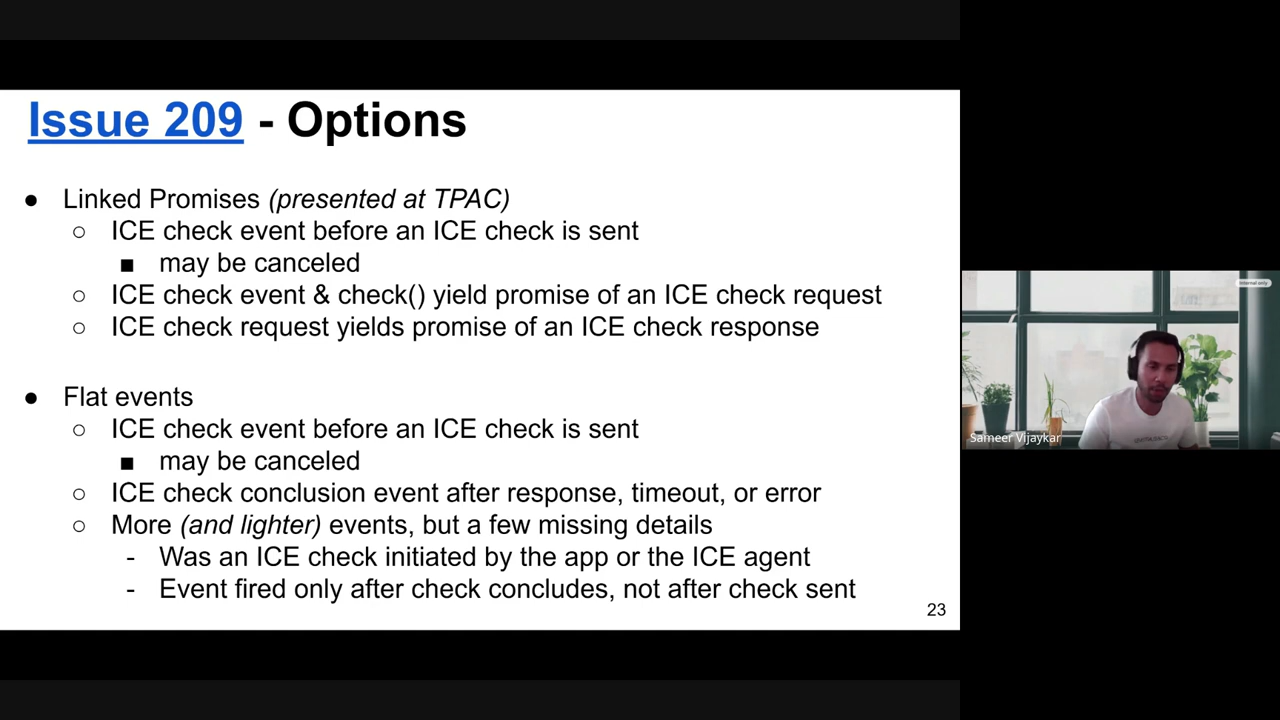 Issue 209 - Options
● Linked Promises (presented at TPAC)
○ ICE check event before an ICE check is sent
■ may be canceled
○ ICE check event & check() yield promise of an ICE check request
○ ICE check request yields promise of an ICE check response
● Flat events
○ ICE check event before an ICE check is sent
■ may be canceled
○ ICE check conclusion event after response, timeout, or error
○ More (and lighter) events, but a few missing details
- Was an ICE check initiated by the app or the ICE agent
- Event fired only after check concludes, not after check sent
23
Internal only
Sameer Vijaykar